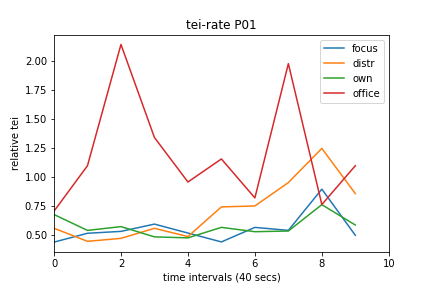 tei-rate P01
focus
distr
own
office
relative tei
2.00
1.75
1.50
1.25
1.00
0.75
0.50
0 2 4 6 8 10
time intervals (40 secs)